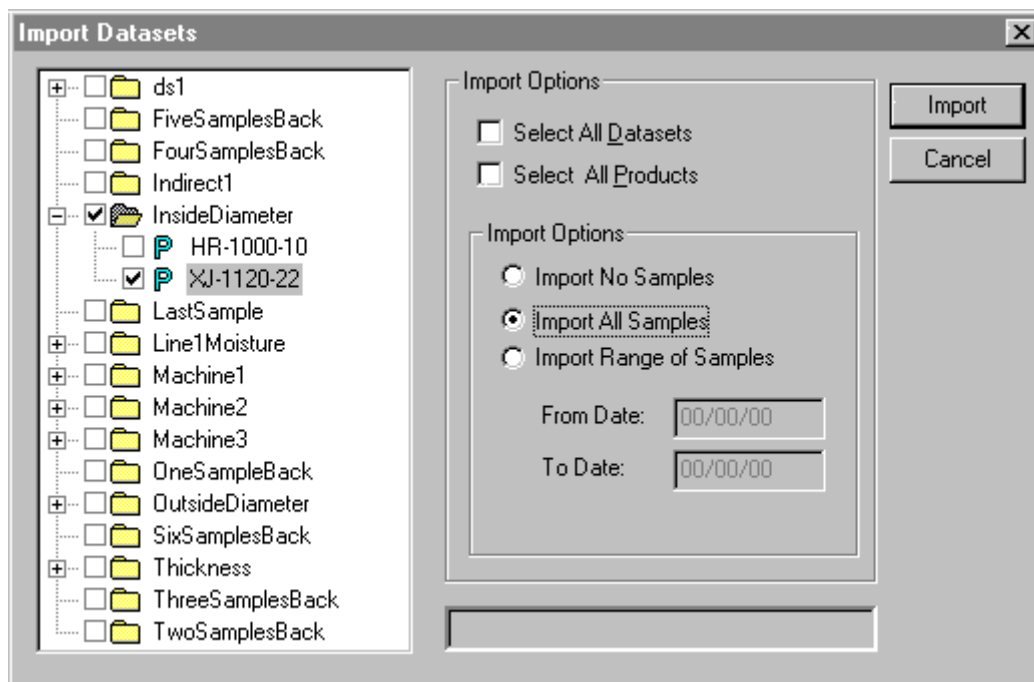 Import Datasets
ds1
FiveSamplesBack
FourSamplesBack
Indirect1
InsideDiameter
P HR-1000-10
P XJ-1120-22
LastSample
Line1Moisture
Machine1
Machine2
Machine3
OneSampleBack
OutsideDiameter
SixSamplesBack
Thickness
ThreeSamplesBack
TwoSamplesBack
Import Options
Select All Datasets
Select All Products
Import Options
Import No Samples
Import All Samples
Import Range of Samples
From Date: 00/00/00
To Date: 00/00/00
Import
Cancel